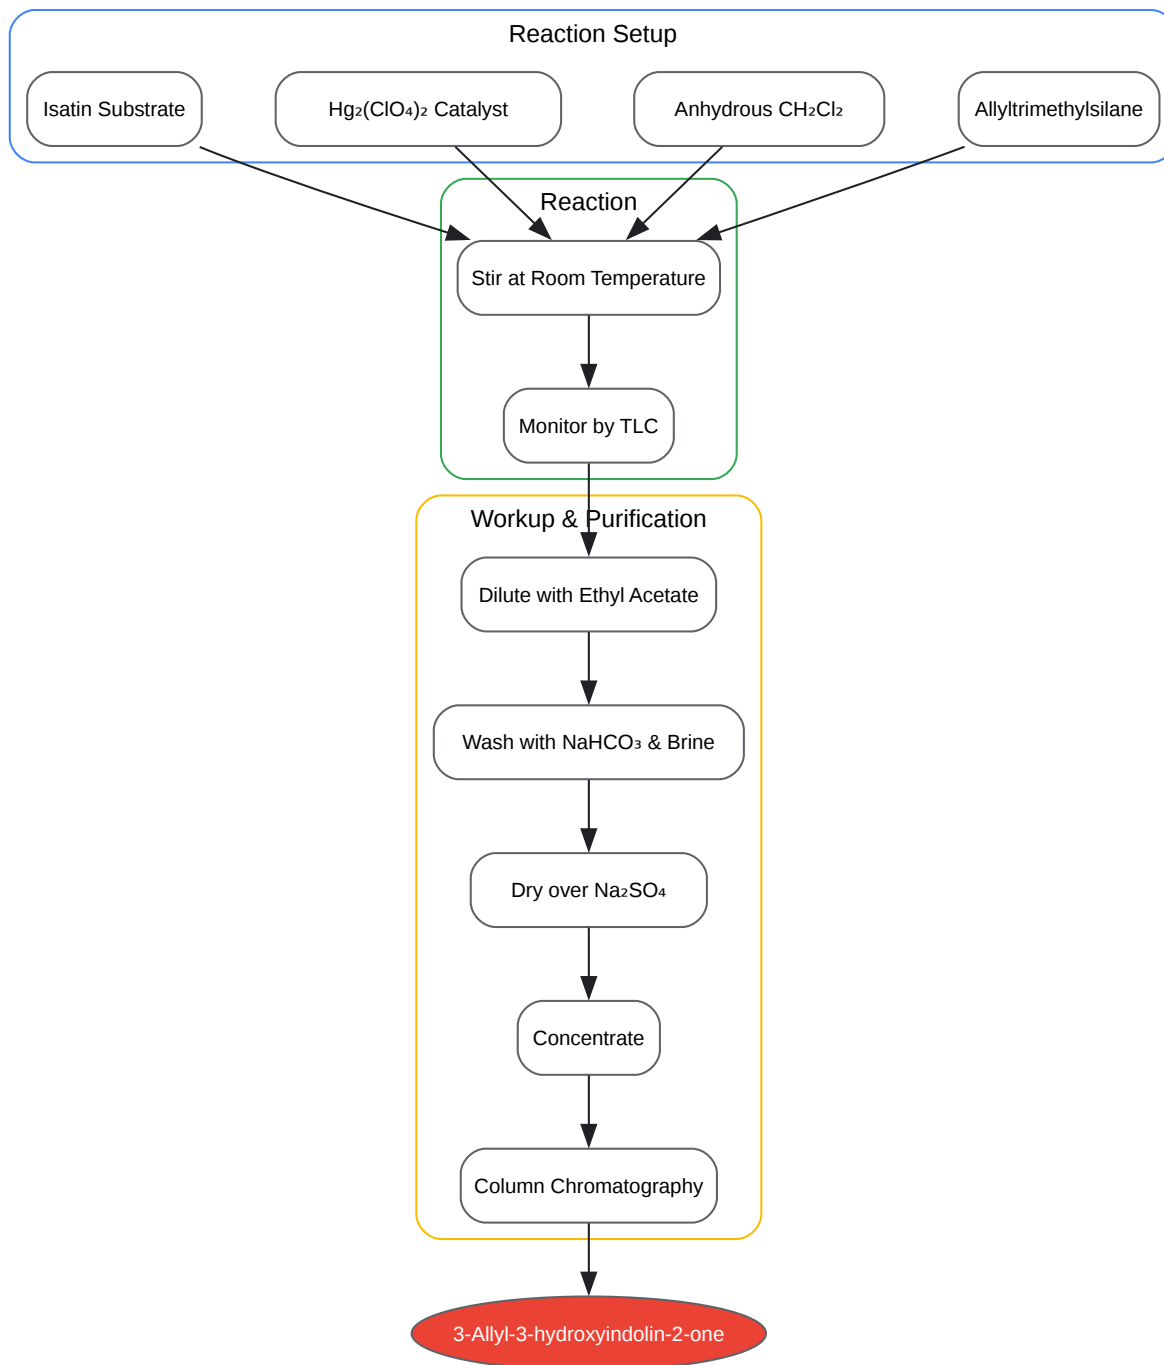 Reaction Setup
Isatin Substrate
Hg₂(ClO₄)₂ Catalyst
Anhydrous CH₂Cl₂
Allyltrimethylsilane
Reaction
Stir at Room Temperature
Monitor by TLC
Workup & Purification
Dilute with Ethyl Acetate
Wash with NaHCO₃ & Brine
Dry over Na₂SO₄
Concentrate
Column Chromatography
3-Allyl-3-hydroxyindolin-2-one